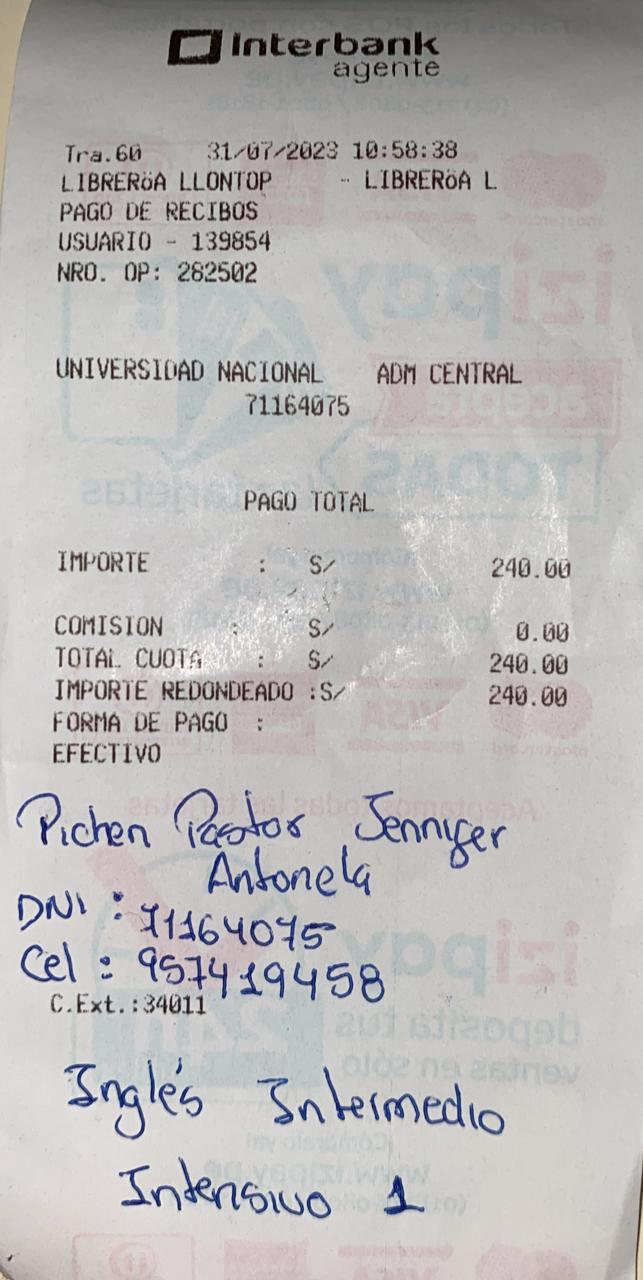 Interbank
agente
Tra.60 31/07/2023 10:58:38
LIBRERöA LLONTOP - LIBRERöA L
PAGO DE RECIBOS
USUARIO - 139854
NRO. OP: 282502
UNIVERSIDAD NACIONAL ADM CENTRAL
71164075
PAGO TOTAL
IMPORTE : S/ 240.00
COMISION : S/ 0.00
TOTAL CUOTA : S/ 240.00
IMPORTE REDONDEADO :S/ 240.00
FORMA DE PAGO :
EFECTIVO
Pichen Pastor Jennifer
Antonela
DNI : 71164075
Cel : 957419458
C.Ext.:34011
Inglés Intermedio
Intensivo 1